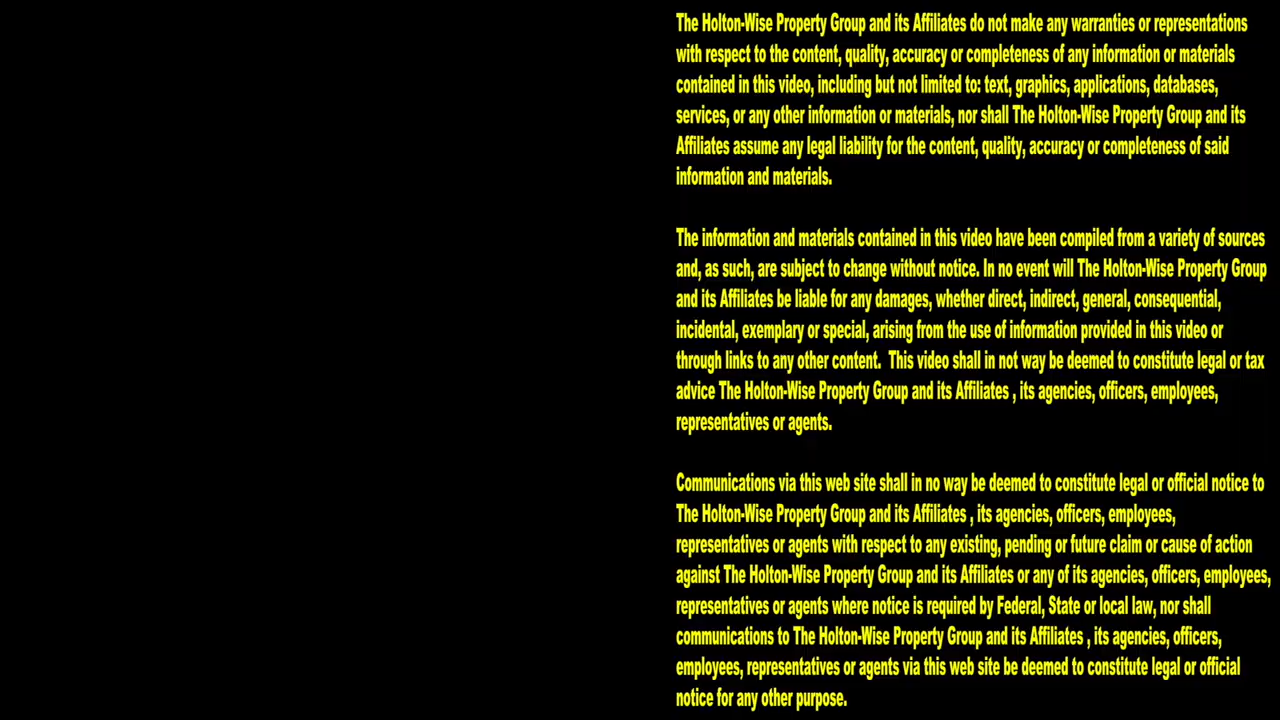 The Holton-Wise Property Group and its Affiliates do not make any warranties or representations
with respect to the content, quality, accuracy or completeness of any information or materials
contained in this video, including but not limited to: text, graphics, applications, databases,
services, or any other information or materials, nor shall The Holton-Wise Property Group and its
Affiliates assume any legal liability for the content, quality, accuracy or completeness of said
information and materials.
The information and materials contained in this video have been compiled from a variety of sources
and, as such, are subject to change without notice. In no event will The Holton-Wise Property Group
and its Affiliates be liable for any damages, whether direct, indirect, general, consequential,
incidental, exemplary or special, arising from the use of information provided in this video or
through links to any other content.  This video shall in not way be deemed to constitute legal or tax
advice The Holton-Wise Property Group and its Affiliates , its agencies, officers, employees,
representatives or agents.
Communications via this web site shall in no way be deemed to constitute legal or official notice to
The Holton-Wise Property Group and its Affiliates , its agencies, officers, employees,
representatives or agents with respect to any existing, pending or future claim or cause of action
against The Holton-Wise Property Group and its Affiliates or any of its agencies, officers, employees,
representatives or agents where notice is required by Federal, State or local law, nor shall
communications to The Holton-Wise Property Group and its Affiliates , its agencies, officers,
employees, representatives or agents via this web site be deemed to constitute legal or official
notice for any other purpose.